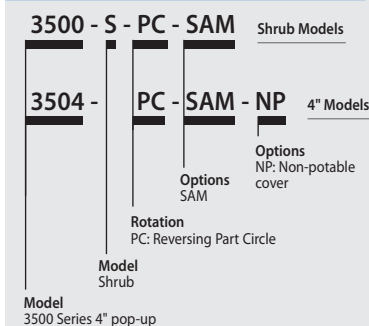 3500 - S - PC - SAM Shrub Models
3504 - PC - SAM - NP 4" Models
Options
NP: Non-potable
cover
Options
SAM
Rotation
PC: Reversing Part Circle
Model
Shrub
Model
3500 Series 4" pop-up